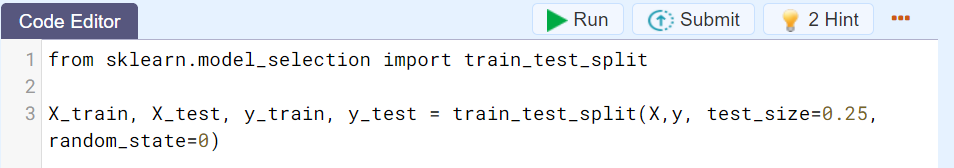 Code Editor
Run
Submit
2 Hint
1 from sklearn.model_selection import train_test_split
2
3 X_train, X_test, y_train, y_test = train_test_split(X,y, test_size=0.25,
random_state=0)